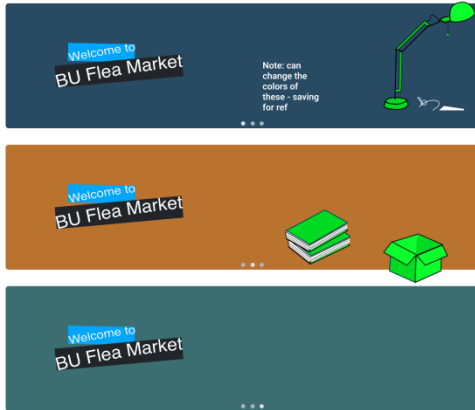 Welcome to
BU Flea Market
Note: can
change the
colors of
these - saving
for ref
Welcome to
BU Flea Market
Welcome to
BU Flea Market